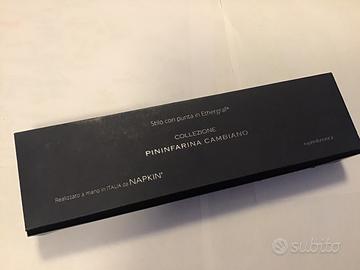 Stilo con punta in Ethergraf®
COLLEZIONE
PININFARINA CAMBIANO
Realizzato a mano in ITALIA da NAPKIN®
subito